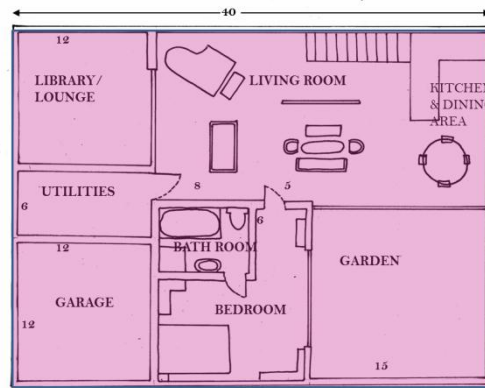 40
12
LIBRARY/
LOUNGE
LIVING ROOM
KITCHEN
& DINING
AREA
UTILITIES
8
5
6
6
BATH ROOM
12
GARDEN
GARAGE
BEDROOM
12
15